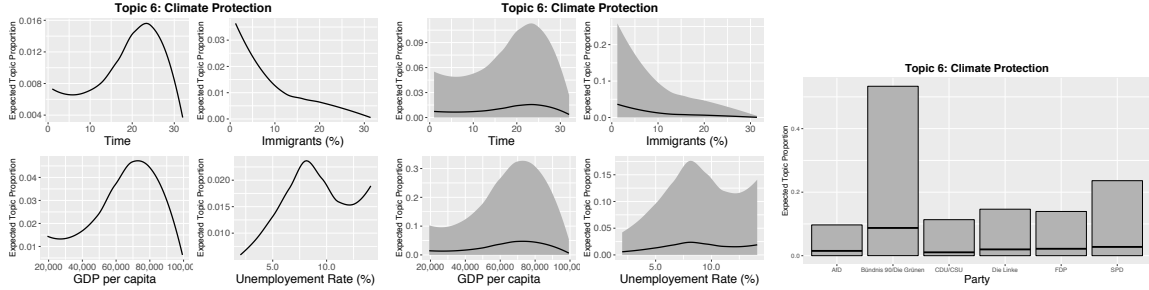 Topic 6: Climate Protection
Expected Topic Proportion
0.016
0.012
0.008
0.004
0 10 20 30
Time
Expected Topic Proportion
0.03
0.02
0.01
0.00
0 10 20 30
Immigrants (%)
Expected Topic Proportion
0.04
0.03
0.02
0.01
20,000 40,000 60,000 80,000 100,00
GDP per capita
Expected Topic Proportion
0.020
0.015
0.010
5.0 10.0
Unemployement Rate (%)
Topic 6: Climate Protection
Expected Topic Proportion
0.09
0.06
0.03
0.00
0 10 20 30
Time
Expected Topic Proportion
0.2
0.1
0.0
0 10 20 30
Immigrants (%)
Expected Topic Proportion
0.3
0.2
0.1
0.0
20,000 40,000 60,000 80,000 100,00
GDP per capita
Expected Topic Proportion
0.15
0.10
0.05
0.00
5.0 10.0
Unemployement Rate (%)
Topic 6: Climate Protection
Expected Topic Proportion
0.4
0.2
0.0
AfD Bündnis 90/Die Grünen CDU/CSU Die Linke FDP SPD
Party